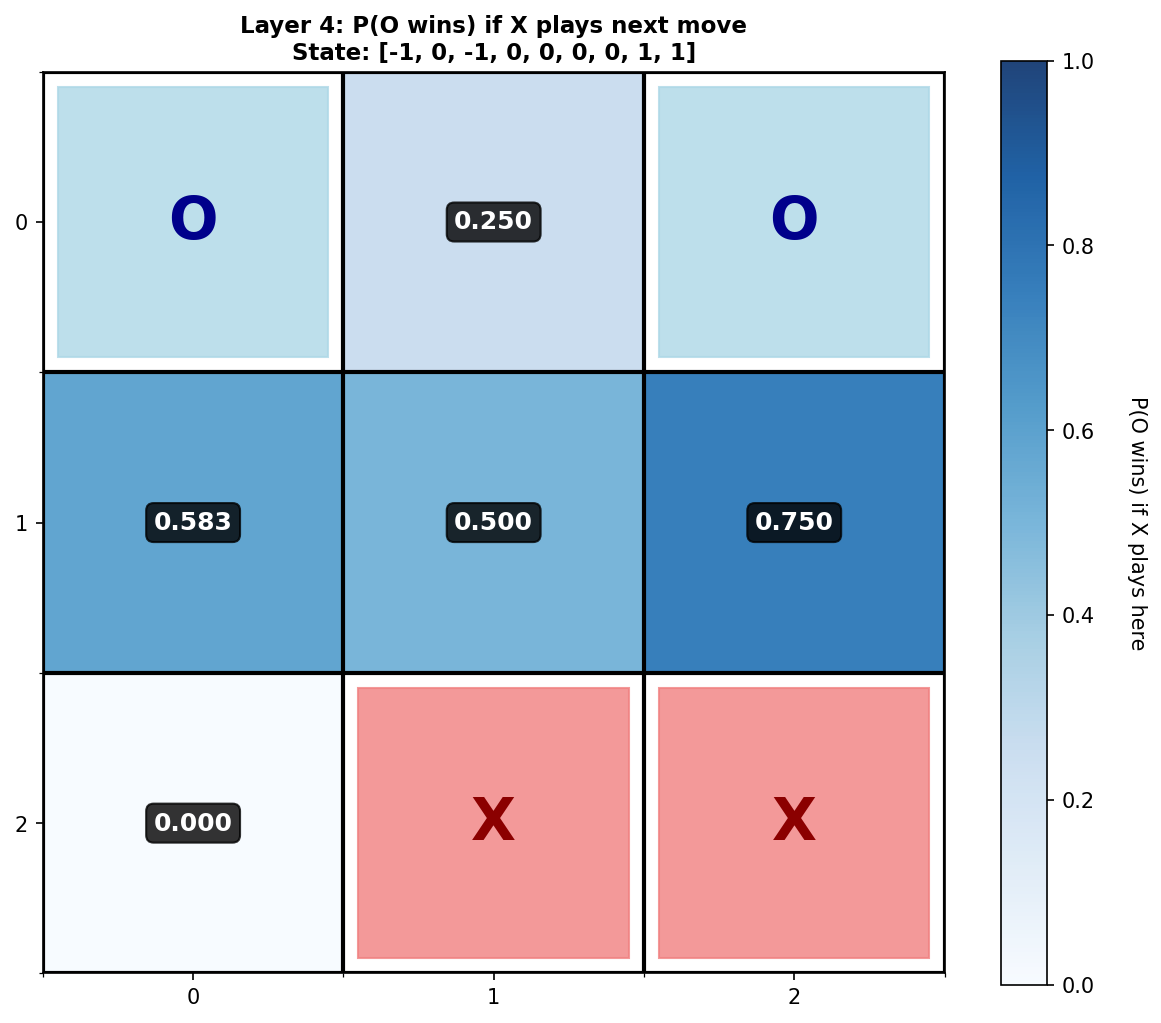 Layer 4: P(O wins) if X plays next move
State: [-1, 0, -1, 0, 0, 0, 0, 1, 1]
0
O
0.250
O
1
0.583
0.500
0.750
2
0.000
X
X
0
1
2
1.0
0.8
0.6
0.4
0.2
0.0
P(O wins) if X plays here